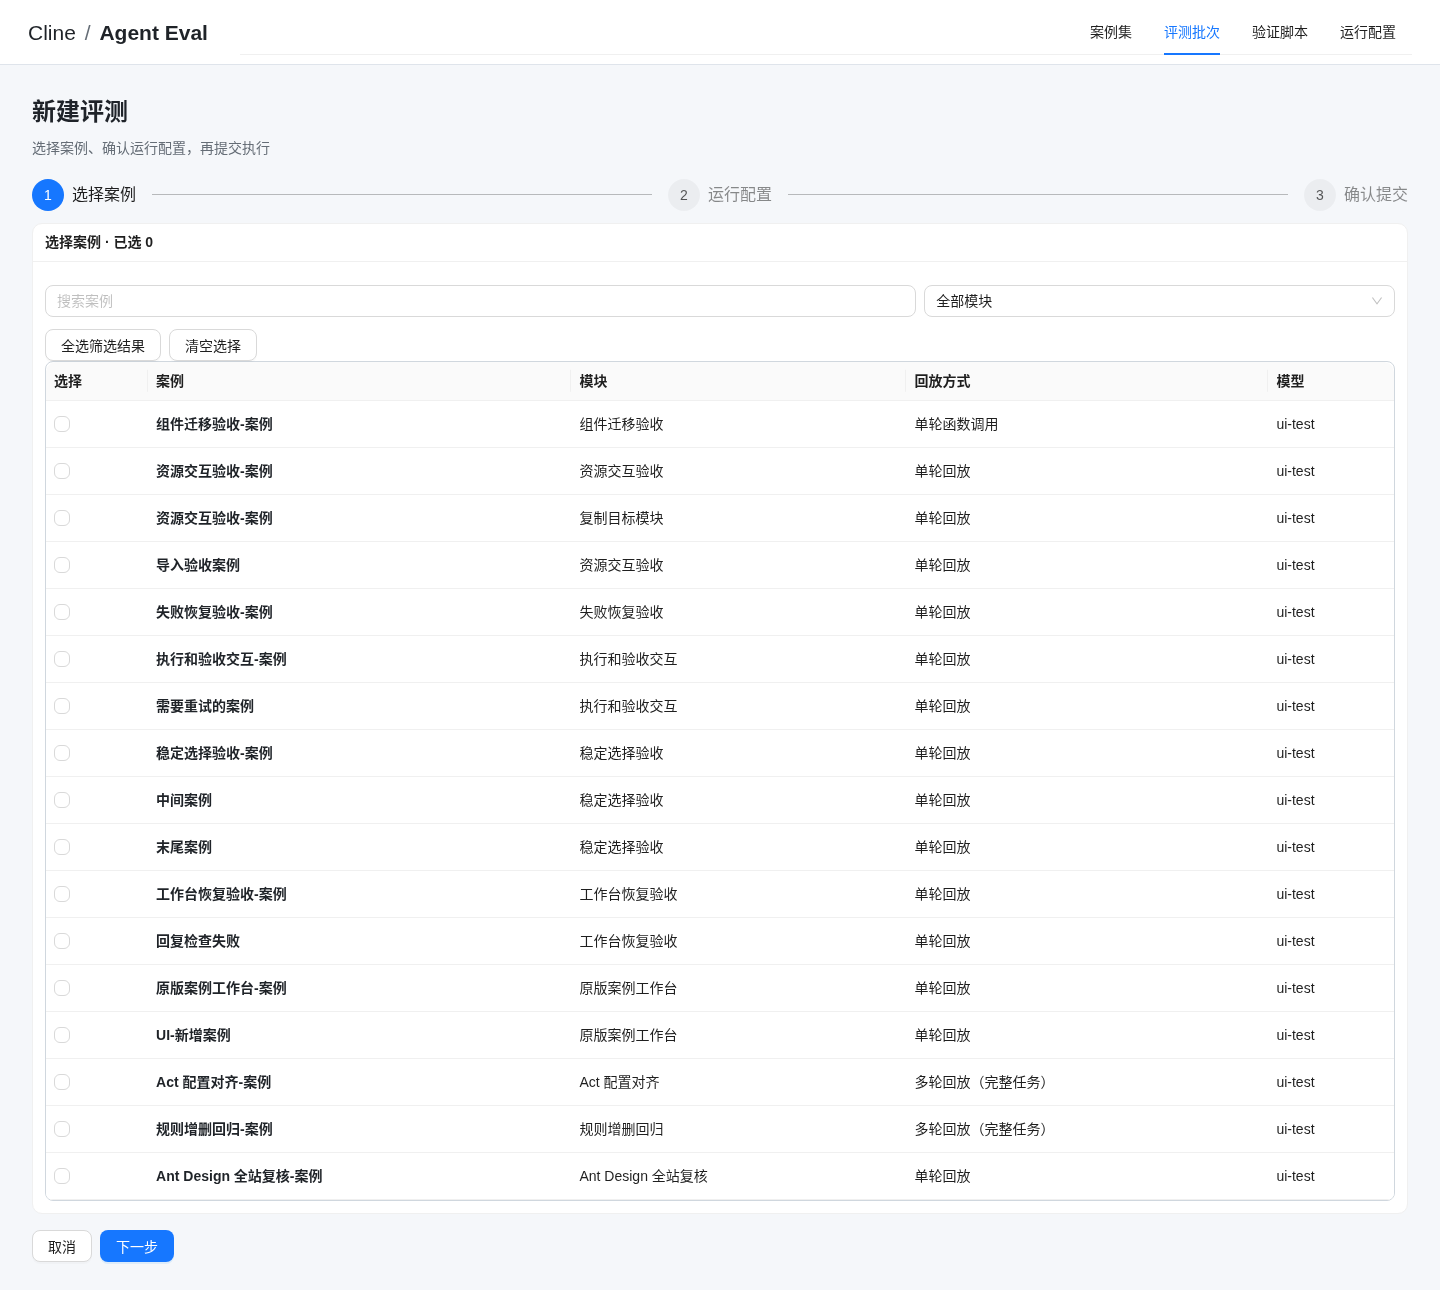 Cline / Agent Eval
案例集 评测批次 验证脚本 运行配置
新建评测
选择案例、确认运行配置，再提交执行
1 选择案例 2 运行配置 3 确认提交
选择案例 · 已选 0
搜索案例 全部模块
全选筛选结果 清空选择
选择 案例 模块 回放方式 模型
组件迁移验收-案例 组件迁移验收 单轮函数调用 ui-test
资源交互验收-案例 资源交互验收 单轮回放 ui-test
资源交互验收-案例 复制目标模块 单轮回放 ui-test
导入验收案例 资源交互验收 单轮回放 ui-test
失败恢复验收-案例 失败恢复验收 单轮回放 ui-test
执行和验收交互-案例 执行和验收交互 单轮回放 ui-test
需要重试的案例 执行和验收交互 单轮回放 ui-test
稳定选择验收-案例 稳定选择验收 单轮回放 ui-test
中间案例 稳定选择验收 单轮回放 ui-test
末尾案例 稳定选择验收 单轮回放 ui-test
工作台恢复验收-案例 工作台恢复验收 单轮回放 ui-test
回复检查失败 工作台恢复验收 单轮回放 ui-test
原版案例工作台-案例 原版案例工作台 单轮回放 ui-test
UI-新增案例 原版案例工作台 单轮回放 ui-test
Act 配置对齐-案例 Act 配置对齐 多轮回放（完整任务） ui-test
规则增删回归-案例 规则增删回归 多轮回放（完整任务） ui-test
Ant Design 全站复核-案例 Ant Design 全站复核 单轮回放 ui-test
取消 下一步